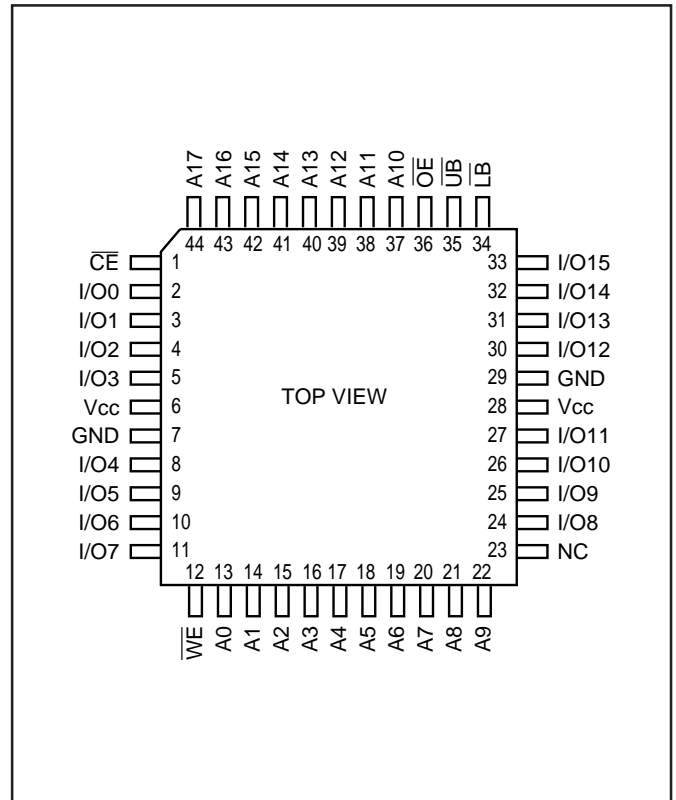 A17 A16 A15 A14 A13 A12 A11 A10 OE UB LB
44 43 42 41 40 39 38 37 36 35 34
CE 1 33 I/O15
I/O0 2 32 I/O14
I/O1 3 31 I/O13
I/O2 4 30 I/O12
I/O3 5 29 GND
TOP VIEW
Vcc 6 28 Vcc
GND 7 27 I/O11
I/O4 8 26 I/O10
I/O5 9 25 I/O9
I/O6 10 24 I/O8
I/O7 11 23 NC
12 13 14 15 16 17 18 19 20 21 22
WE A0 A1 A2 A3 A4 A5 A6 A7 A8 A9